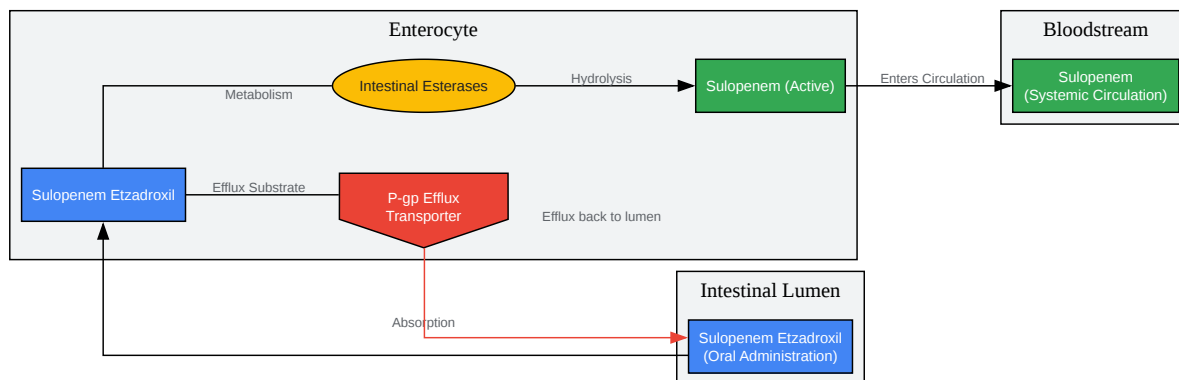 Enterocyte
Bloodstream
Intestinal Esterases
Hydrolysis
Metabolism
Sulopenem (Active)
Enters Circulation
Sulopenem
(Systemic Circulation)
Sulopenem Etzadroxil
Efflux Substrate
P-gp Efflux
Transporter
Efflux back to lumen
Intestinal Lumen
Absorption
Sulopenem Etzadroxil
(Oral Administration)